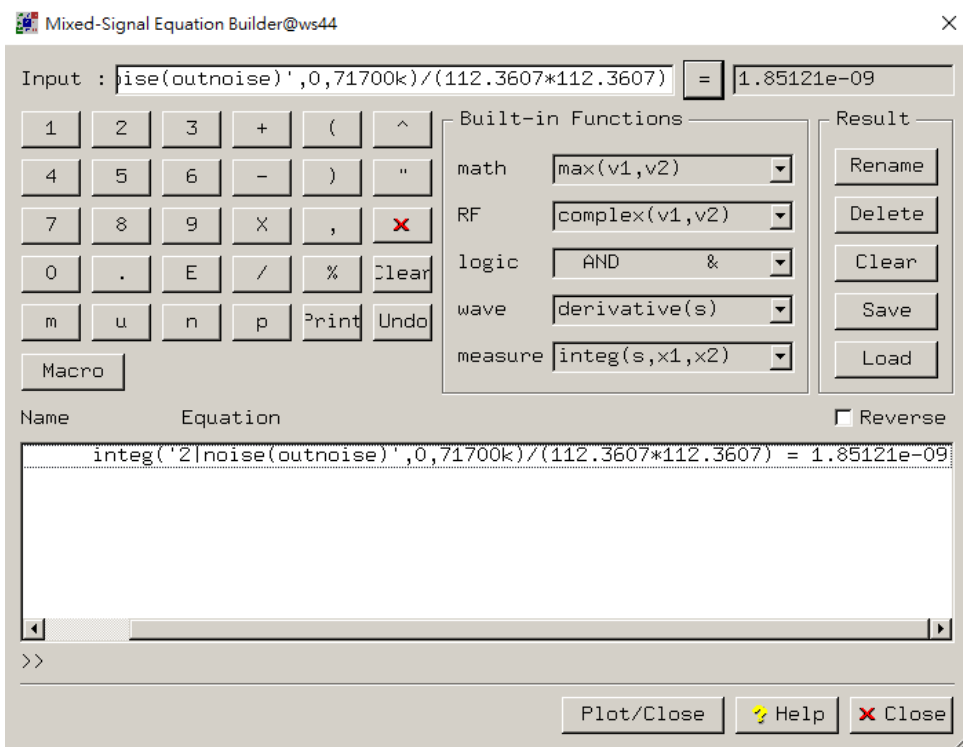 Mixed-Signal Equation Builder@ws44
Input : oise(outnoise)',0,71700k)/(112.3607*112.3607) = 1.85121e-09
1 2 3 + ( ^
4 5 6 - ) "
7 8 9 X , x
0 . E / % Clear
m u n p Print Undo
Macro
Built-in Functions
math max(v1,v2)
RF complex(v1,v2)
logic AND &
wave derivative(s)
measure integ(s,x1,x2)
Result
Rename
Delete
Clear
Save
Load
Name Equation Reverse
integ('2|noise(outnoise)',0,71700k)/(112.3607*112.3607) = 1.85121e-09
>>
Plot/Close ? Help x Close